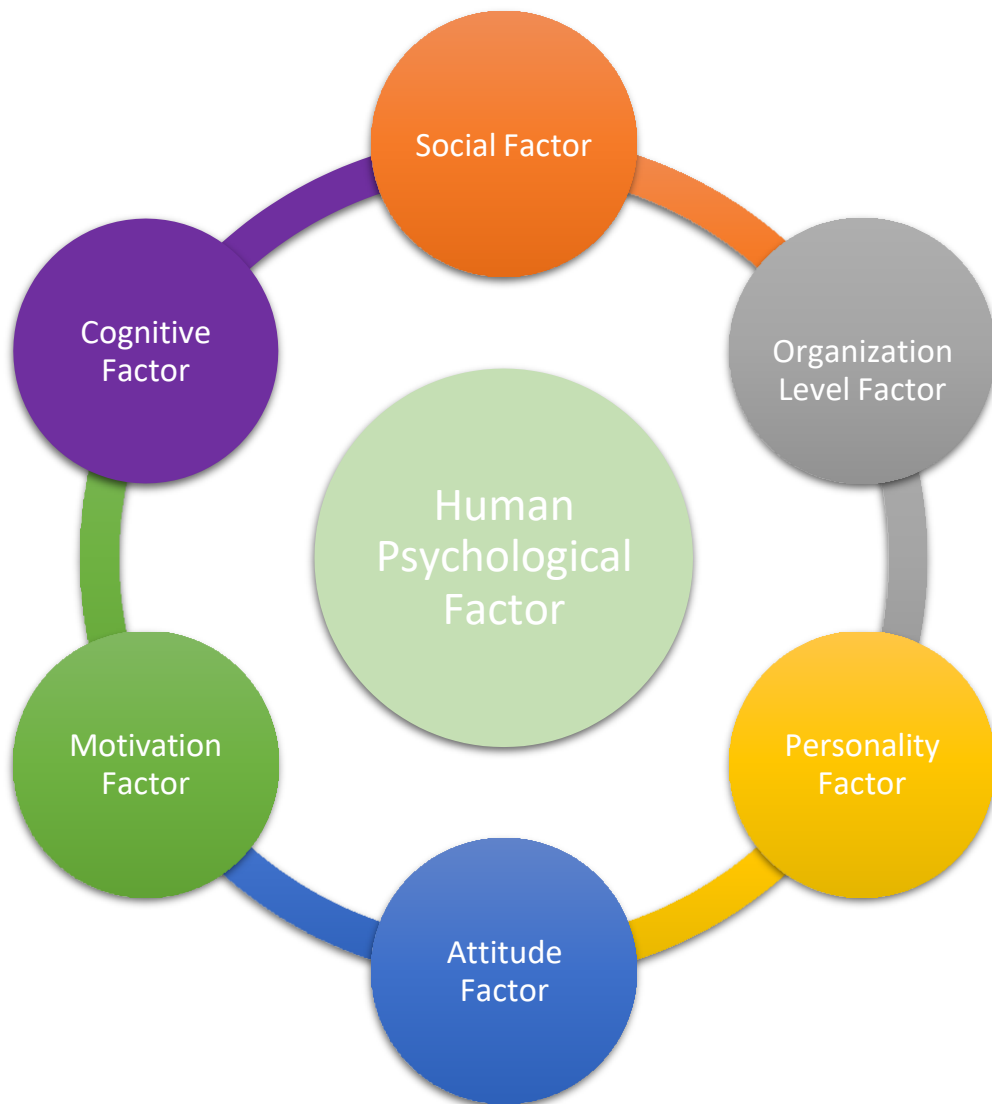 Social Factor
Cognitive
Factor
Organization
Level Factor
Human
Psychological
Factor
Motivation
Factor
Personality
Factor
Attitude
Factor